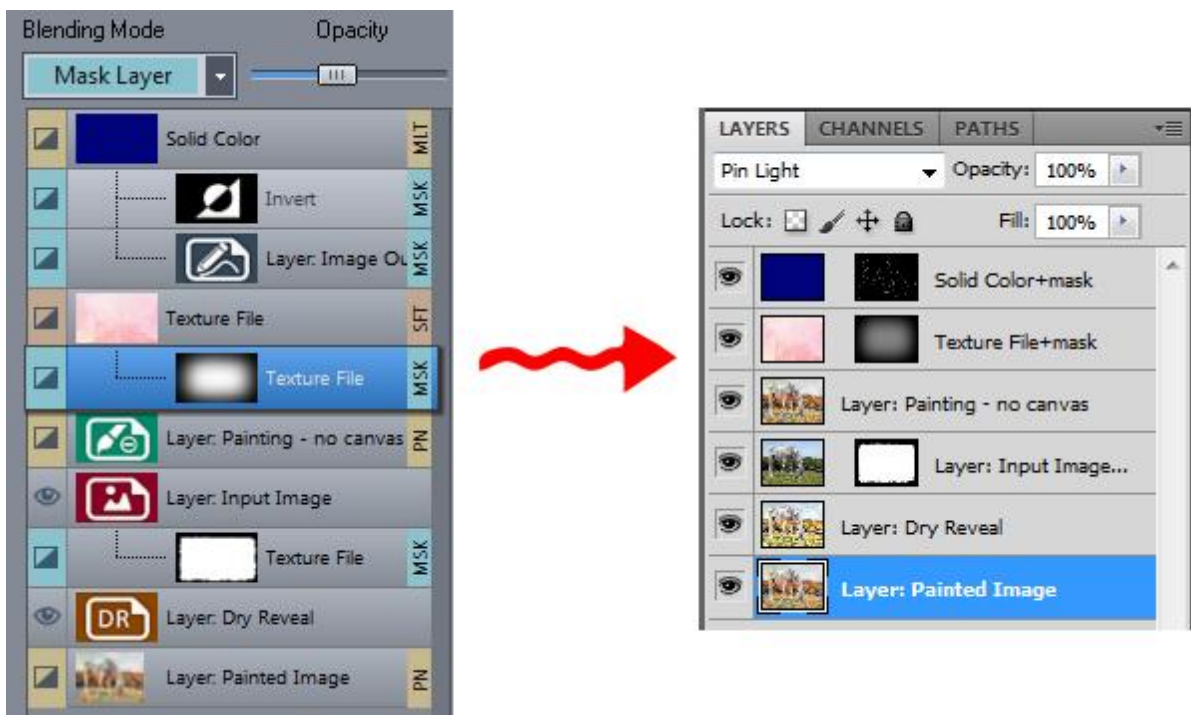 Blending Mode Opacity
Mask Layer
Solid Color MLT
Invert MSK
Layer: Image Ou MSK
Texture File SFT
Texture File MSK
Layer: Painting - no canvas PN
Layer: Input Image
Texture File MSK
DR Layer: Dry Reveal
Layer: Painted Image PN
LAYERS CHANNELS PATHS
Pin Light Opacity: 100%
Lock: Fill: 100%
Solid Color+mask
Texture File+mask
Layer: Painting - no canvas
Layer: Input Image...
Layer: Dry Reveal
Layer: Painted Image